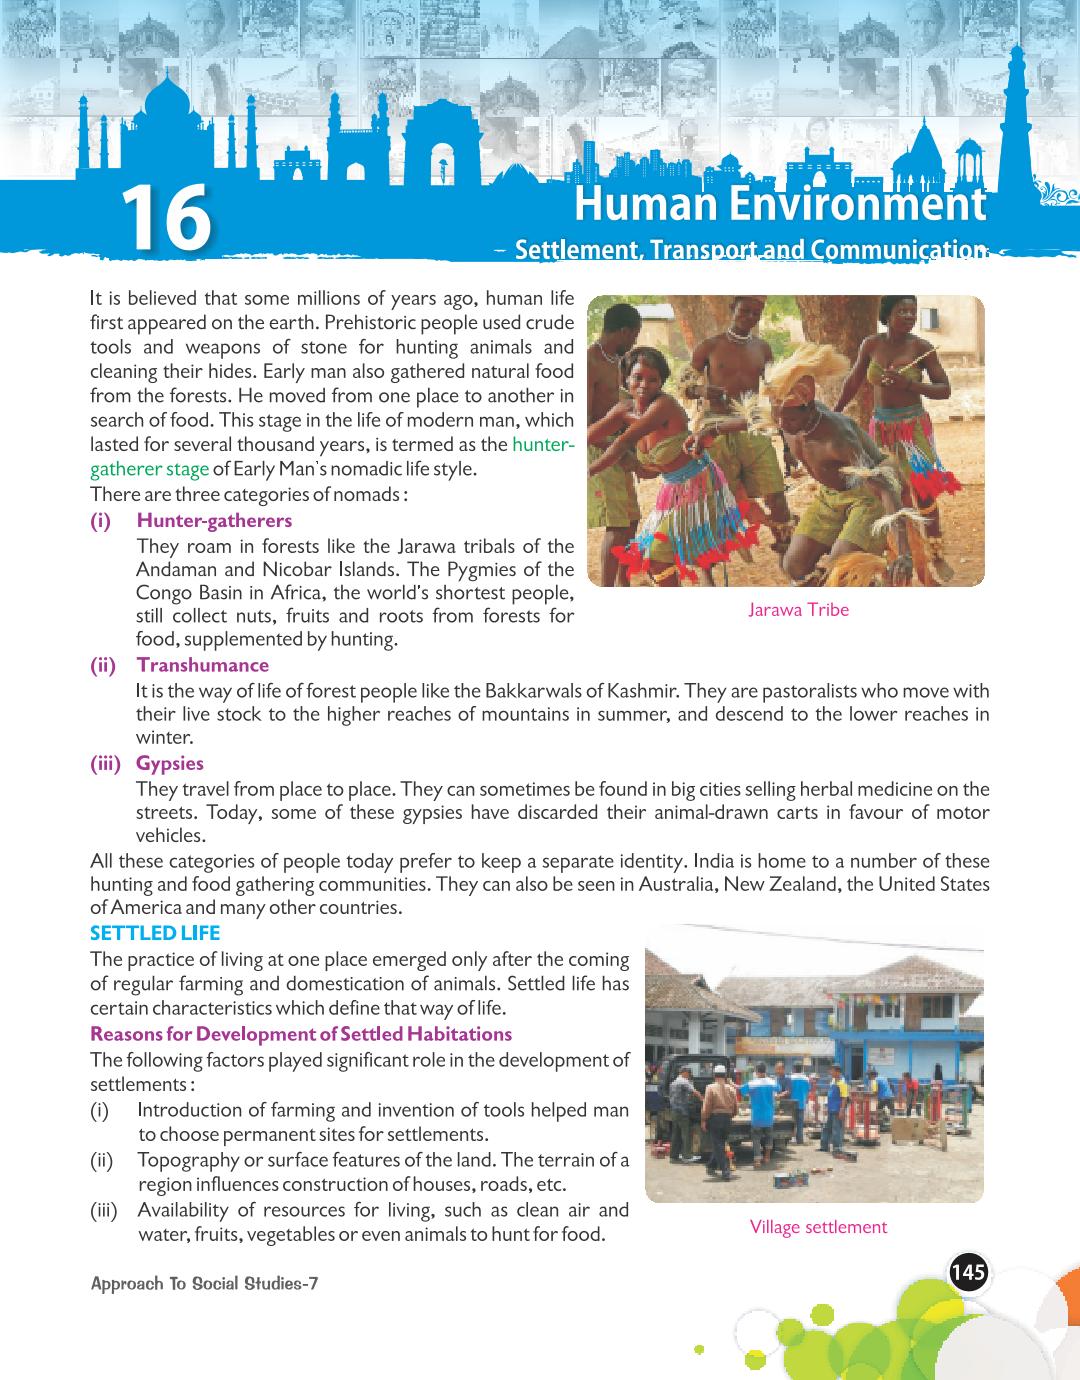 16
Human Environment
Settlement, Transport and Communication
It is believed that some millions of years ago, human life
first appeared on the earth. Prehistoric people used crude
tools and weapons of stone for hunting animals and
cleaning their hides. Early man also gathered natural food
from the forests. He moved from one place to another in
search of food. This stage in the life of modern man, which
lasted for several thousand years, is termed as the hunter-
gatherer stage of Early Man's nomadic life style.
There are three categories of nomads :
(i) Hunter-gatherers
They roam in forests like the Jarawa tribals of the
Andaman and Nicobar Islands. The Pygmies of the
Congo Basin in Africa, the world's shortest people,
still collect nuts, fruits and roots from forests for
food, supplemented by hunting.
Jarawa Tribe
(ii) Transhumance
It is the way of life of forest people like the Bakkarwals of Kashmir. They are pastoralists who move with
their live stock to the higher reaches of mountains in summer, and descend to the lower reaches in
winter.
(iii) Gypsies
They travel from place to place. They can sometimes be found in big cities selling herbal medicine on the
streets. Today, some of these gypsies have discarded their animal-drawn carts in favour of motor
vehicles.
All these categories of people today prefer to keep a separate identity. India is home to a number of these
hunting and food gathering communities. They can also be seen in Australia, New Zealand, the United States
of America and many other countries.
SETTLED LIFE
The practice of living at one place emerged only after the coming
of regular farming and domestication of animals. Settled life has
certain characteristics which define that way of life.
Reasons for Development of Settled Habitations
The following factors played significant role in the development of
settlements :
(i) Introduction of farming and invention of tools helped man
to choose permanent sites for settlements.
(ii) Topography or surface features of the land. The terrain of a
region influences construction of houses, roads, etc.
(iii) Availability of resources for living, such as clean air and
water, fruits, vegetables or even animals to hunt for food.
Village settlement
Approach To Social Studies-7
145